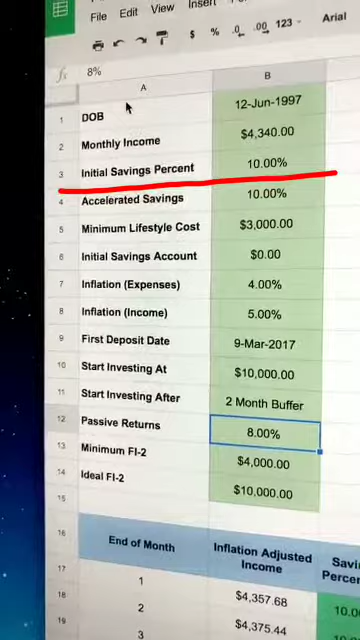 File Edit View Insert
$ % .0 .00 123 Arial
fx 8%
A B
1 DOB 12-Jun-1997
2 Monthly Income $4,340.00
3 Initial Savings Percent 10.00%
4 Accelerated Savings 10.00%
5 Minimum Lifestyle Cost $3,000.00
6 Initial Savings Account $0.00
7 Inflation (Expenses) 4.00%
8 Inflation (Income) 5.00%
9 First Deposit Date 9-Mar-2017
10 Start Investing At $10,000.00
11 Start Investing After 2 Month Buffer
12 Passive Returns 8.00%
13 Minimum FI-2 $4,000.00
14 Ideal FI-2 $10,000.00
15
16 End of Month Inflation Adjusted Income
17 1 $4,357.68 10.0
18 2 $4,375.44
19 3